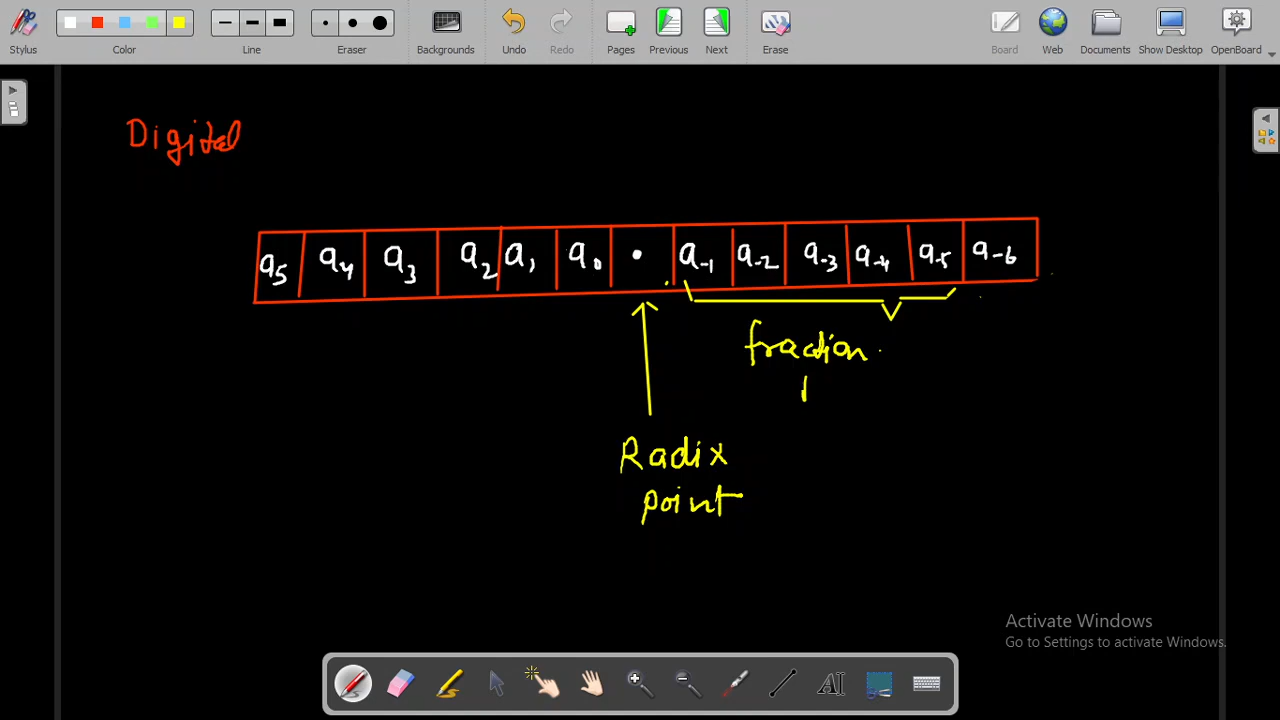 Stylus Color Line Eraser Backgrounds Undo Redo Pages Previous Next Erase Board Web Documents Show Desktop OpenBoard
Digital
a5 a4 a3 a2 a1 a0 . a-1 a-2 a-3 a-4 a-5 a-6
fraction
Radix
point
Activate Windows
Go to Settings to activate Windows.